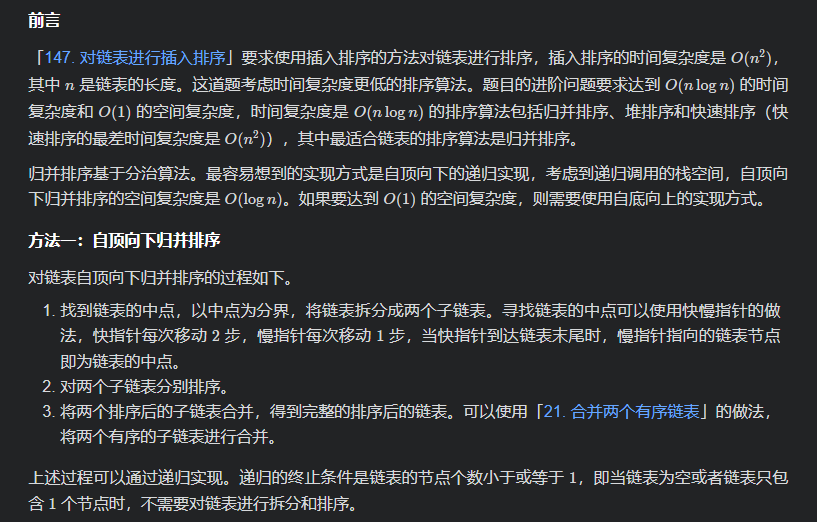 前言
「147. 对链表进行插入排序」要求使用插入排序的方法对链表进行排序，插入排序的时间复杂度是 O(n²)，
其中 n 是链表的长度。这道题考虑时间复杂度更低的排序算法。题目的进阶问题要求达到 O(n log n) 的时间
复杂度和 O(1) 的空间复杂度，时间复杂度是 O(n log n) 的排序算法包括归并排序、堆排序和快速排序（快
速排序的最差时间复杂度是 O(n²)），其中最适合链表的排序算法是归并排序。
归并排序基于分治算法。最容易想到的实现方式是自顶向下的递归实现，考虑到递归调用的栈空间，自顶向
下归并排序的空间复杂度是 O(log n)。如果要达到 O(1) 的空间复杂度，则需要使用自底向上的实现方式。
方法一：自顶向下归并排序
对链表自顶向下归并排序的过程如下。
1. 找到链表的中点，以中点为分界，将链表拆分成两个子链表。寻找链表的中点可以使用快慢指针的做
法，快指针每次移动 2 步，慢指针每次移动 1 步，当快指针到达链表末尾时，慢指针指向的链表节点
即为链表的中点。
2. 对两个子链表分别排序。
3. 将两个排序后的子链表合并，得到完整的排序后的链表。可以使用「21. 合并两个有序链表」的做法，
将两个有序的子链表进行合并。
上述过程可以通过递归实现。递归的终止条件是链表的节点个数小于或等于 1，即当链表为空或者链表只包
含 1 个节点时，不需要对链表进行拆分和排序。